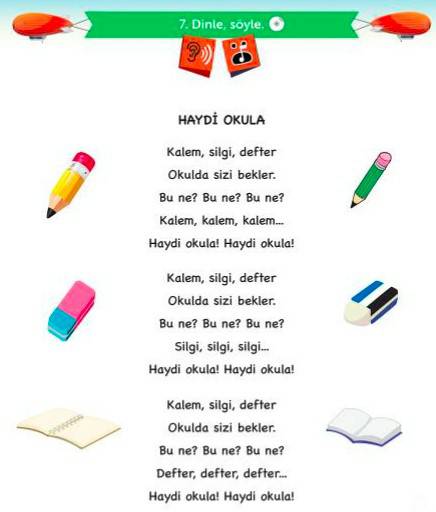 7. Dinle, söyle.
HAYDİ OKULA
Kalem, silgi, defter
Okulda sizi bekler.
Bu ne? Bu ne? Bu ne?
Kalem, kalem, kalem...
Haydi okula! Haydi okula!
Kalem, silgi, defter
Okulda sizi bekler.
Bu ne? Bu ne? Bu ne?
Silgi, silgi, silgi...
Haydi okula! Haydi okula!
Kalem, silgi, defter
Okulda sizi bekler.
Bu ne? Bu ne? Bu ne?
Defter, defter, defter...
Haydi okula! Haydi okula!